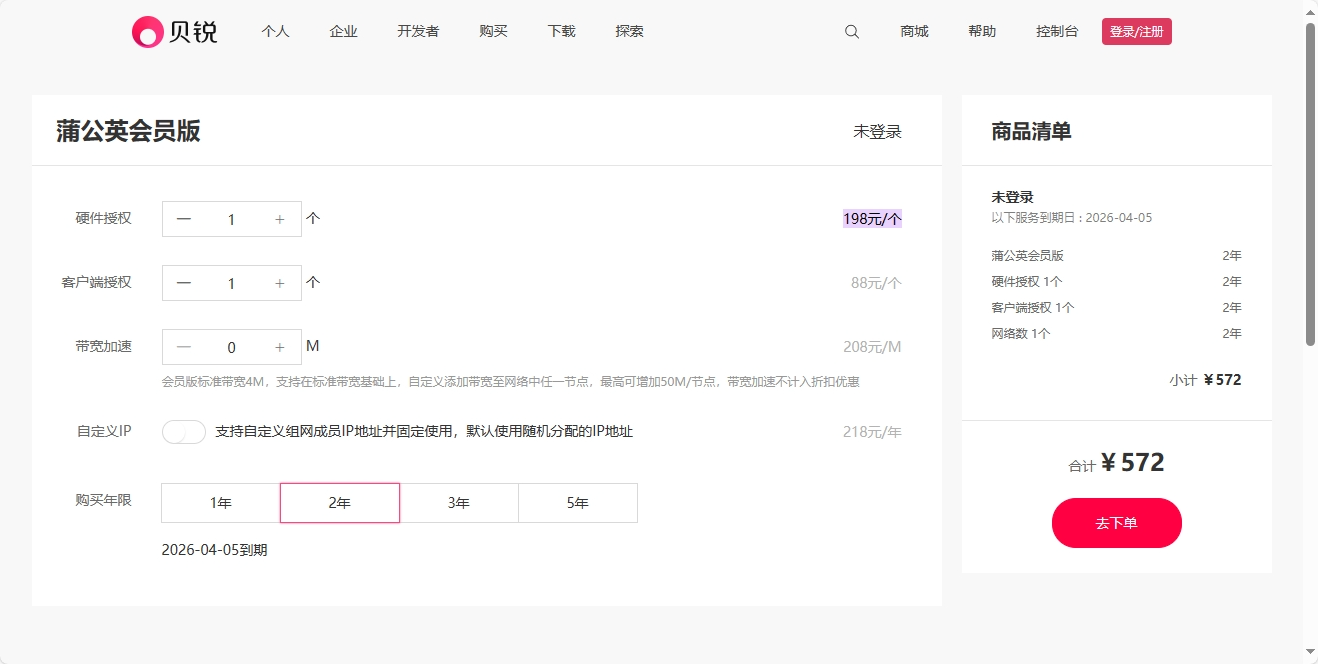 贝锐 个人 企业 开发者 购买 下载 探索 商城 帮助 控制台 登录/注册
蒲公英会员版 未登录
硬件授权 — 1 + 个 198元/个
客户端授权 — 1 + 个 88元/个
带宽加速 — 0 + M 208元/M
会员版标准带宽4M，支持在标准带宽基础上，自定义添加带宽至网络中任一节点，最高可增加50M/节点，带宽加速不计入折扣优惠
自定义IP 支持自定义组网成员IP地址并固定使用，默认使用随机分配的IP地址 218元/年
购买年限 1年 2年 3年 5年
2026-04-05到期
商品清单
未登录
以下服务到期日 : 2026-04-05
蒲公英会员版 2年
硬件授权 1个 2年
客户端授权 1个 2年
网络数 1个 2年
小计 ¥572
合计 ¥572
去下单